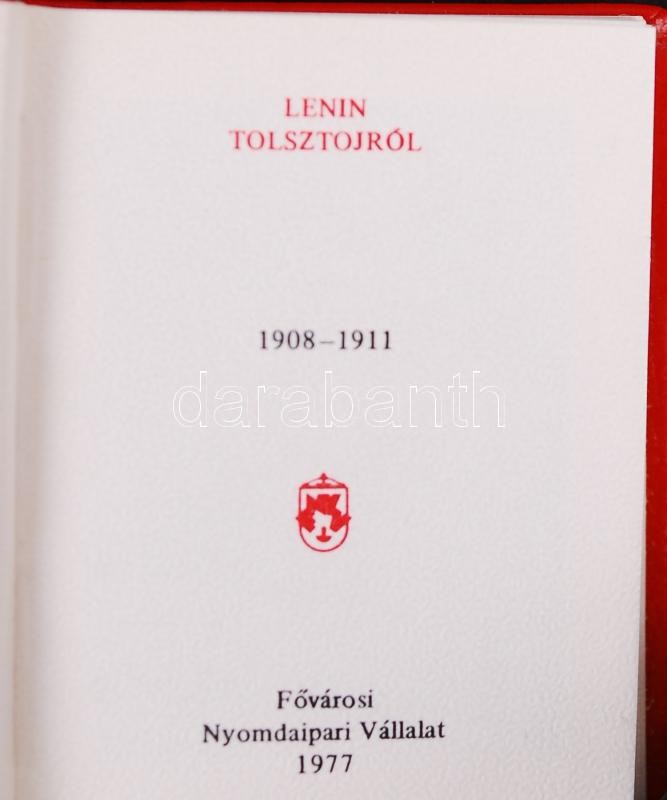 LENIN
TOLSZTOJRÓL
1908–1911
darabanth
Fővárosi
Nyomdaipari Vállalat
1977